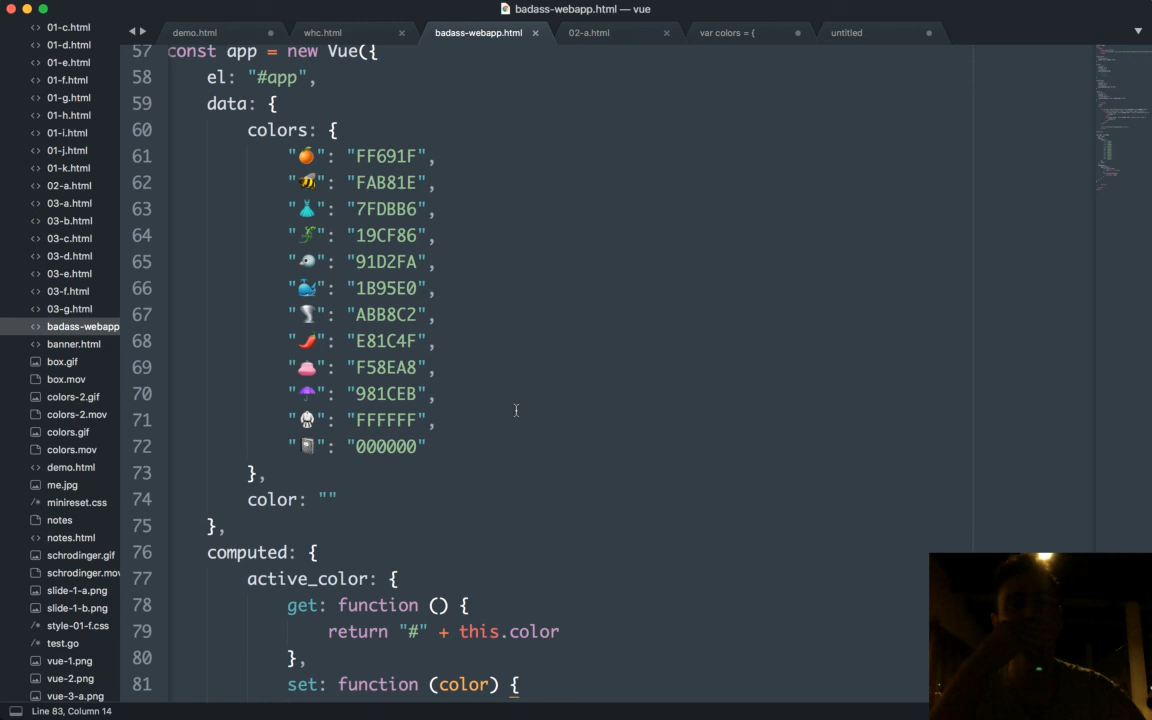 badass-webapp.html — vue
demo.html
whc.html
badass-webapp.html
02-a.html
var colors = {
untitled
01-c.html
01-d.html
01-e.html
01-f.html
01-g.html
01-h.html
01-i.html
01-j.html
01-k.html
02-a.html
03-a.html
03-b.html
03-c.html
03-d.html
03-e.html
03-f.html
03-g.html
badass-webapp
banner.html
box.gif
box.mov
colors-2.gif
colors-2.mov
colors.gif
colors.mov
demo.html
me.jpg
minireset.css
notes
notes.html
schrodinger.gif
schrodinger.mov
slide-1-a.png
slide-1-b.png
style-01-f.css
test.go
vue-1.png
vue-2.png
vue-3-a.png
57 const app = new Vue({
58 el: "#app",
59 data: {
60 colors: {
61 "🍊": "FF691F",
62 "🐝": "FAB81E",
63 "👗": "7FDBB6",
64 "🦎": "19CF86",
65 "🐦": "91D2FA",
66 "🐳": "1B95E0",
67 "🌪": "ABB8C2",
68 "🌶": "E81C4F",
69 "👛": "F58EA8",
70 "☂": "981CEB",
71 "🥋": "FFFFFF",
72 "📓": "000000"
73 },
74 color: ""
75 },
76 computed: {
77 active_color: {
78 get: function () {
79 return "#" + this.color
80 },
81 set: function (color) {
Line 83, Column 14